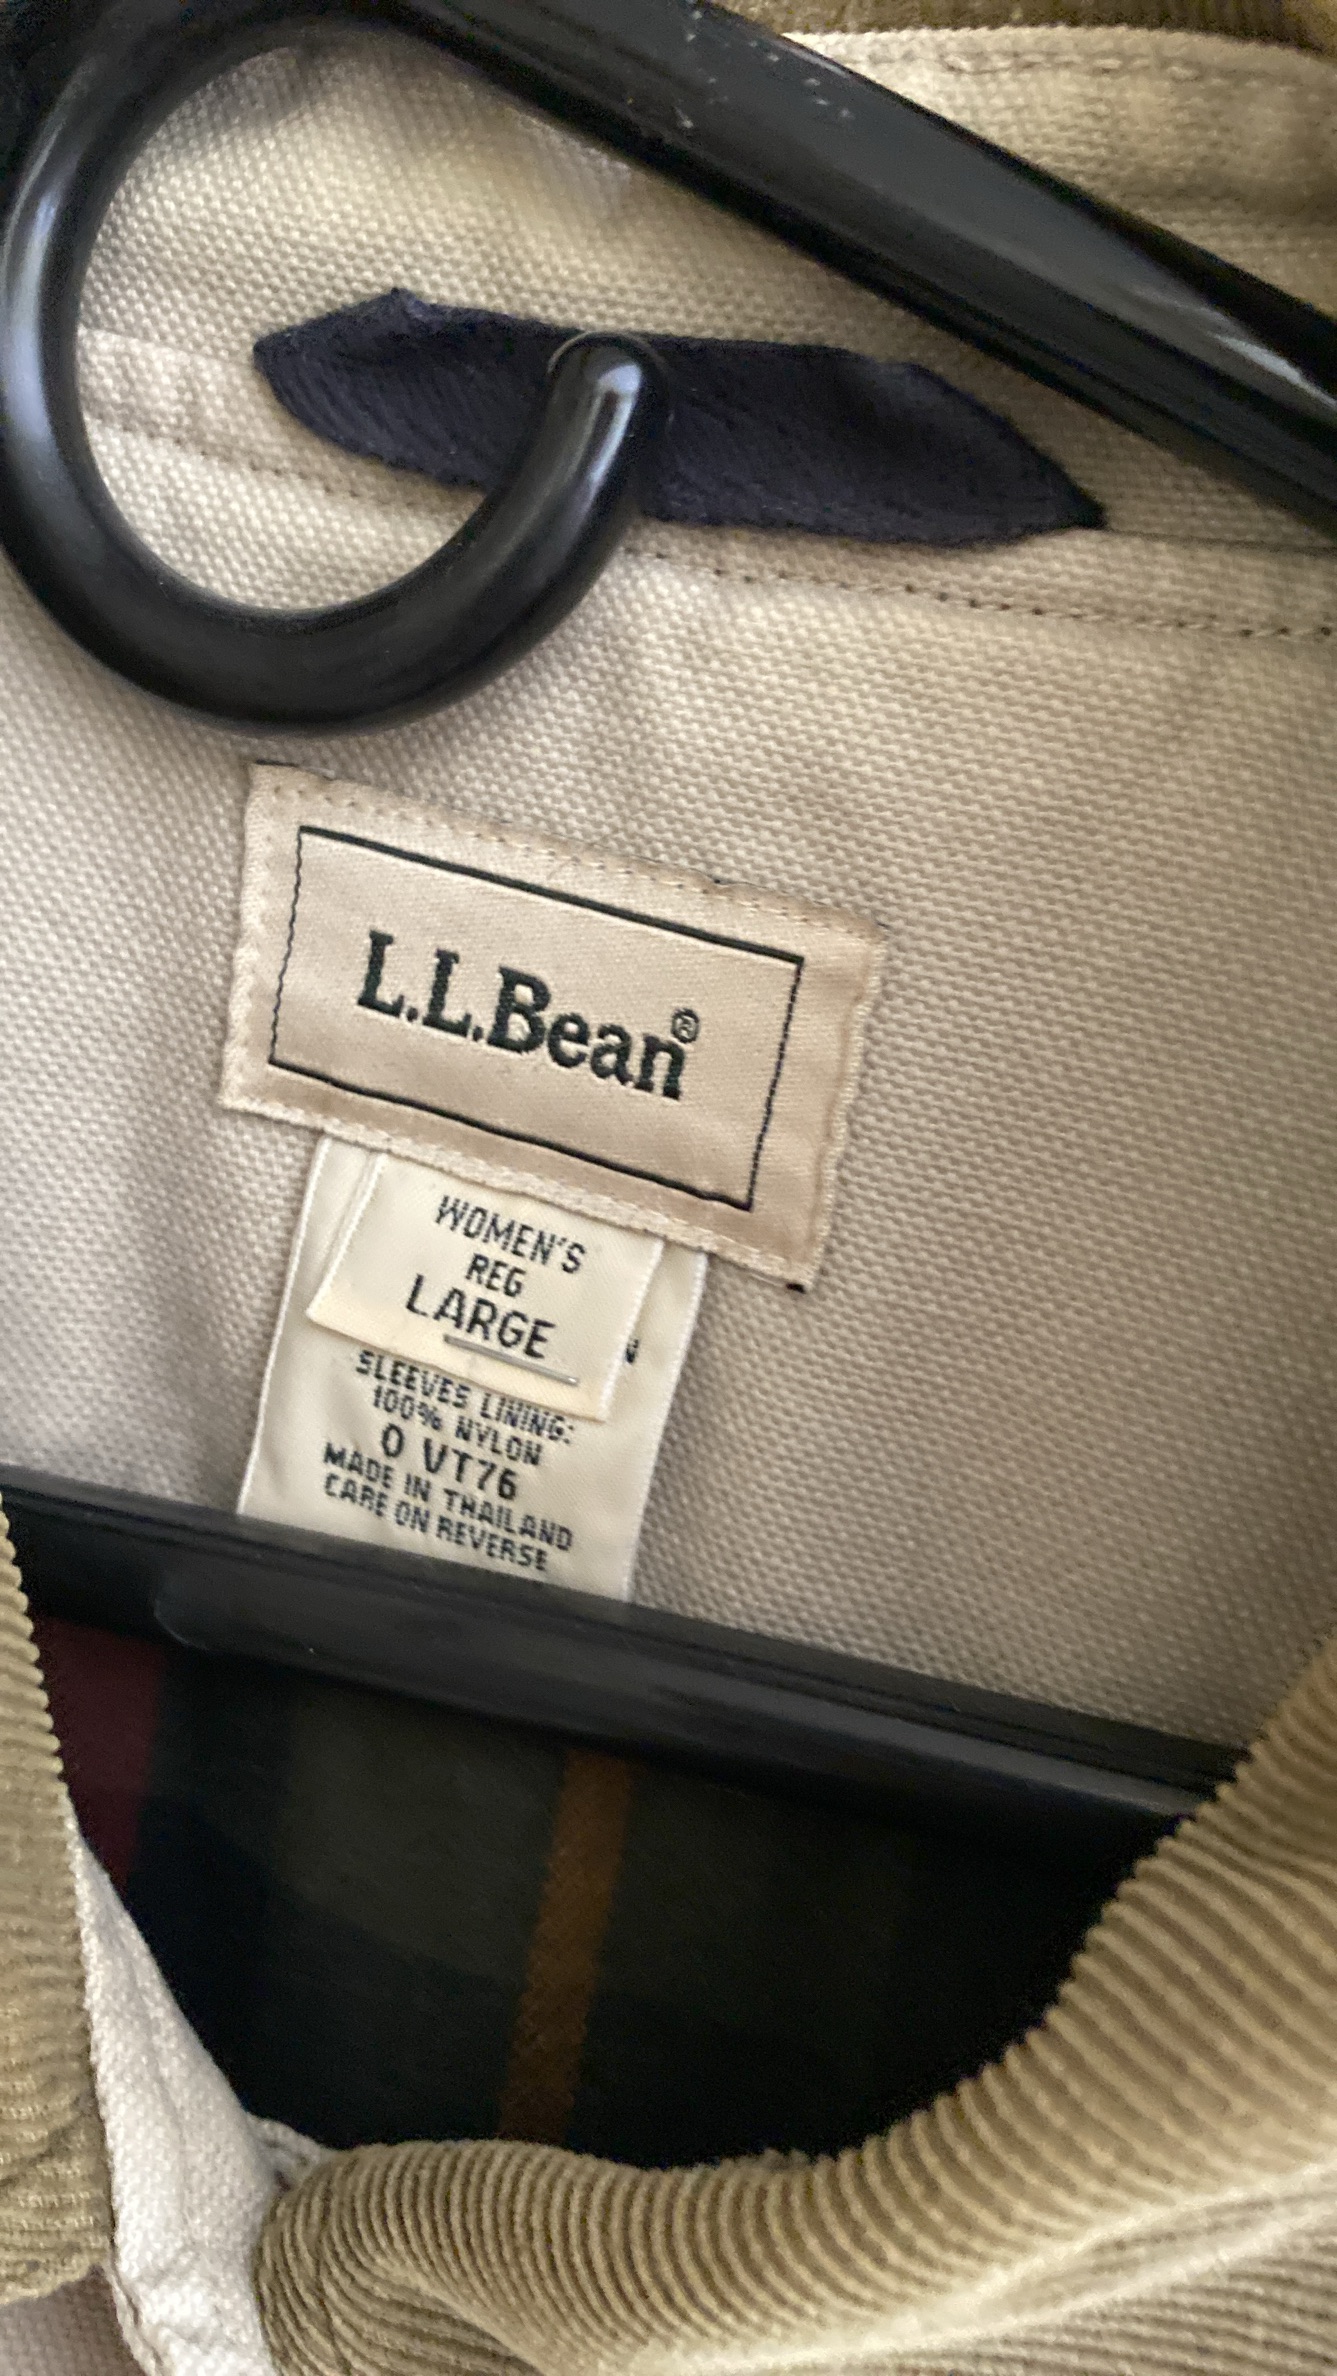 L.L.Bean®
WOMEN'S
REG
LARGE
SLEEVES LINING:
100% NYLON
0 VT76
MADE IN THAILAND
CARE ON REVERSE